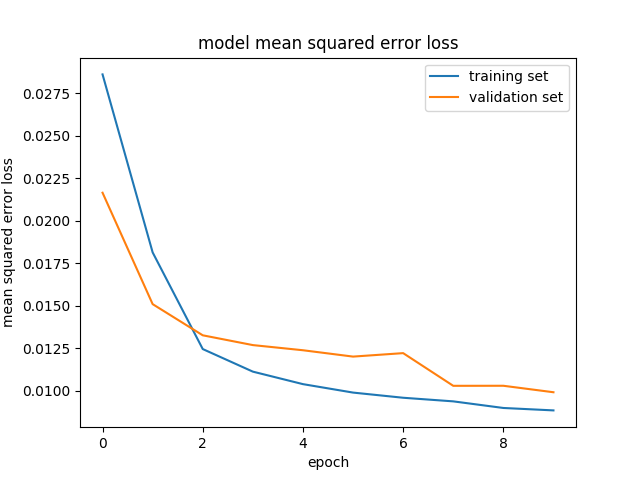 model mean squared error loss
training set
validation set
0.0275
0.0250
0.0225
0.0200
0.0175
0.0150
0.0125
0.0100
mean squared error loss
0 2 4 6 8
epoch